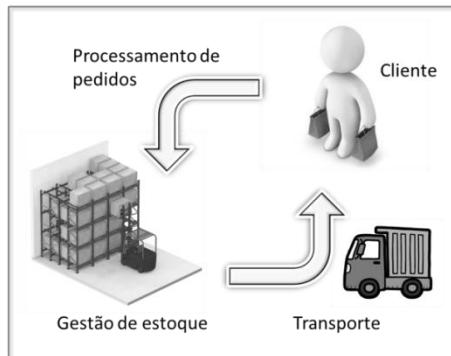 Processamento de
pedidos
Cliente
Gestão de estoque
Transporte